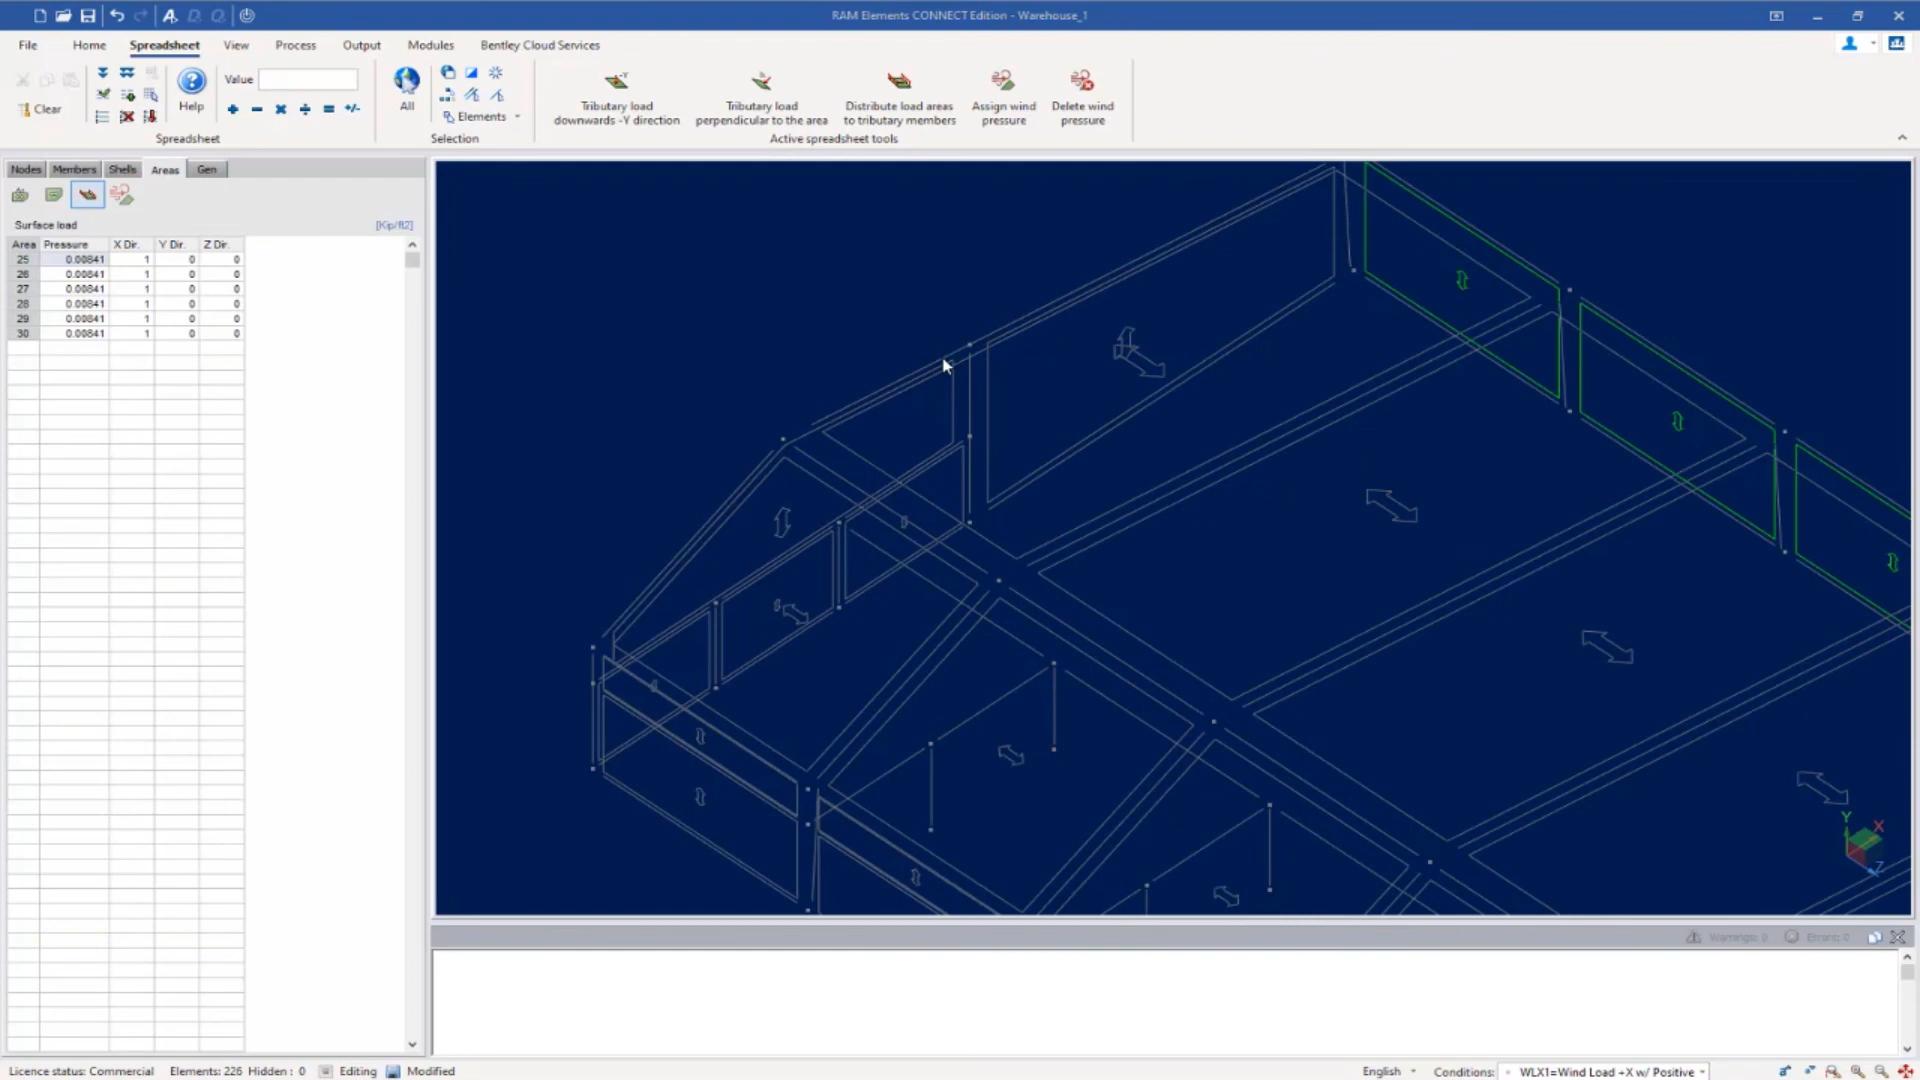 RAM Elements CONNECT Edition - Warehouse_1
File Home Spreadsheet View Process Output Modules Bentley Cloud Services
Clear
Help
Value
All
Elements
Tributary load
downwards -Y direction
Tributary load
perpendicular to the area
Distribute load areas
to tributary members
Assign wind
pressure
Delete wind
pressure
Spreadsheet Selection Active spreadsheet tools
Nodes Members Shells Areas Gen
Surface load [Kip/ft2]
Area Pressure X Dir. Y Dir. Z Dir.
25 0.00841 1 0 0
26 0.00841 1 0 0
27 0.00841 1 0 0
28 0.00841 1 0 0
29 0.00841 1 0 0
30 0.00841 1 0 0
Y
X
Z
Warnings: 0 Errors: 0
Licence status: Commercial Elements: 226 Hidden : 0 Editing Modified English Conditions: WLX1=Wind Load +X w/ Positive